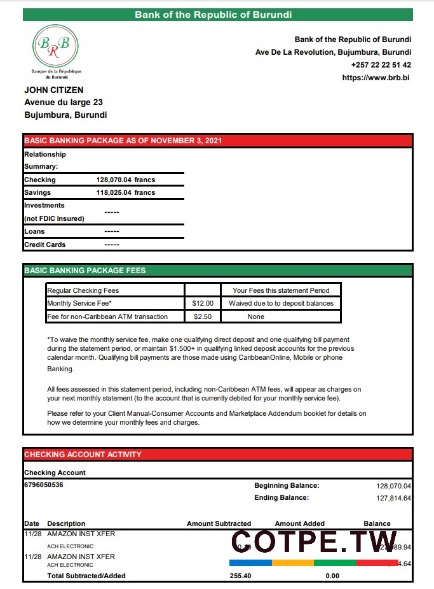 Bank of the Republic of Burundi
B R B
Banque de la République
du Burundi
Bank of the Republic of Burundi
Ave De La Revolution, Bujumbura, Burundi
+257 22 22 51 42
https://www.brb.bi
JOHN CITIZEN
Avenue du large 23
Bujumbura, Burundi
BASIC BANKING PACKAGE AS OF NOVEMBER 3, 2021
Relationship
Summary:
Checking 128,070.04 francs
Savings 118,025.04 francs
Investments
(not FDIC Insured) -----
Loans -----
Credit Cards -----
BASIC BANKING PACKAGE FEES
Regular Checking Fees Your Fees this statement Period
Monthly Service Fee* $12.00 Waived due to to deposit balances
Fee for non-Caribbean ATM transaction $2.50 None
*To waive the monthly service fee, make one qualifying direct deposit and one qualifying bill payment
during the statement period, or maintain $1,500+ in qualifying linked deposit accounts for the previous
calendar month. Qualifying bill payments are those made using CaribbeanOnline, Mobile or phone
Banking.
All fees assessed in this statement period, including non-Caribbean ATM fees, will appear as charges on
your next monthly statement (to the account that is currently debited for your monthly service fee).
Please refer to your Client Manual-Consumer Accounts and Marketplace Addendum booklet for details on
how we determine your monthly fees and charges.
CHECKING ACCOUNT ACTIVITY
Checking Account
6796050536
Beginning Balance: 128,070.04
Ending Balance: 127,814.64
Date Description Amount Subtracted Amount Added Balance
11/28 AMAZON INST XFER
ACH ELECTRONIC
11/28 AMAZON INST XFER
ACH ELECTRONIC
COTPE.TW
Total Subtracted/Added 255.40 0.00